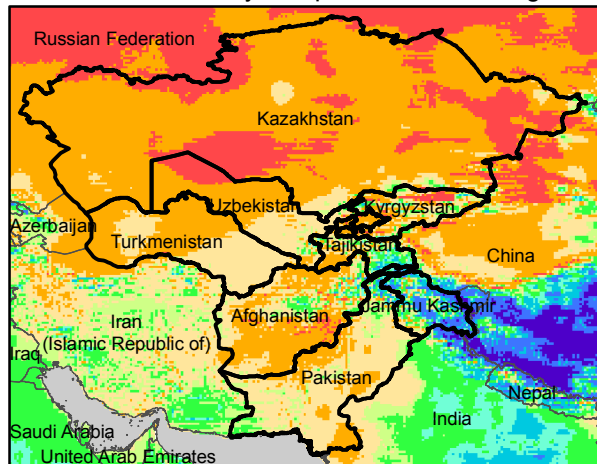 Russian Federation
Kazakhstan
Uzbekistan
Kyrgyzstan
Azerbaijan
Turkmenistan
Tajikistan
China
Jammu Kashmir
Iran
(Islamic Republic of)
Afghanistan
Iraq
Pakistan
Nepal
India
Saudi Arabia
United Arab Emirates